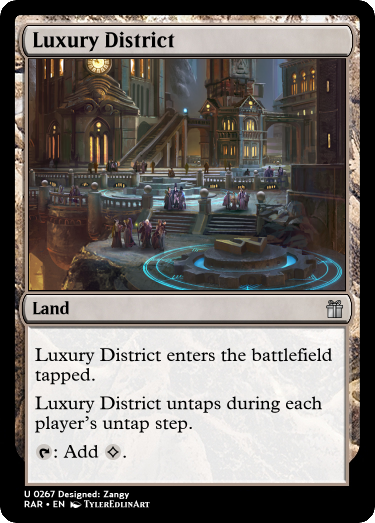 Luxury District
Land
Luxury District enters the battlefield
tapped.
Luxury District untaps during each
player's untap step.
: Add .
U 0267 Designed: Zangy
RAR • EN TylerEdlinArt